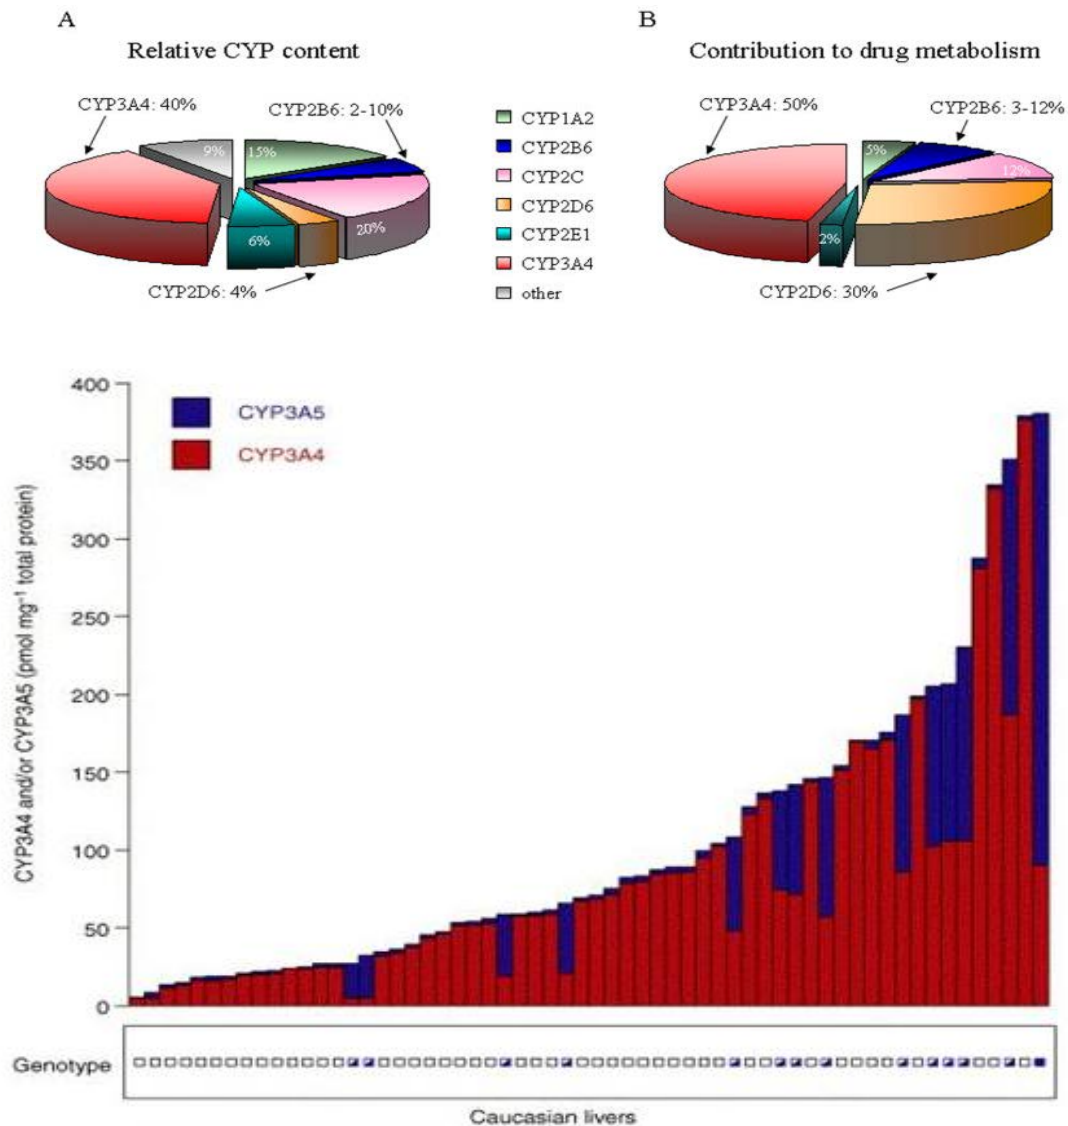 A
Relative CYP content
CYP3A4: 40%
CYP2B6: 2-10%
9%
15%
20%
6%
CYP2D6: 4%
CYP1A2
CYP2B6
CYP2C
CYP2D6
CYP2E1
CYP3A4
other
B
Contribution to drug metabolism
CYP3A4: 50%
CYP2B6: 3-12%
5%
12%
2%
CYP2D6: 30%
CYP3A4 and/or CYP3A5 (pmol mg⁻¹ total protein)
400
350
300
250
200
150
100
50
0
CYP3A5
CYP3A4
Genotype
Caucasian livers